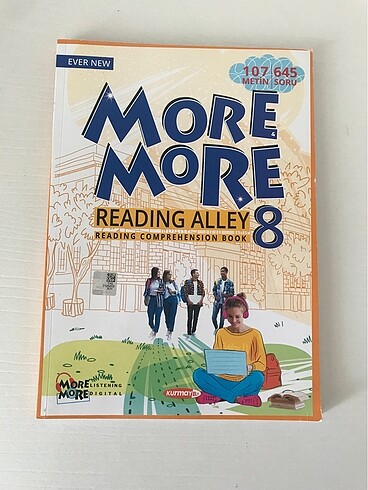 EVER NEW
107 645
METİN SORU
MORE &
MORE
READING ALLEY 8
READING COMPREHENSION BOOK
MORE & LISTENING
MORE DIGITAL
kurmay